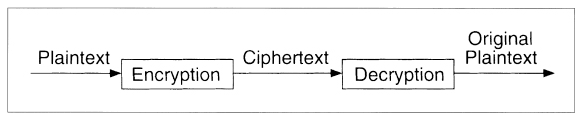 Plaintext
Encryption
Ciphertext
Decryption
Original
Plaintext